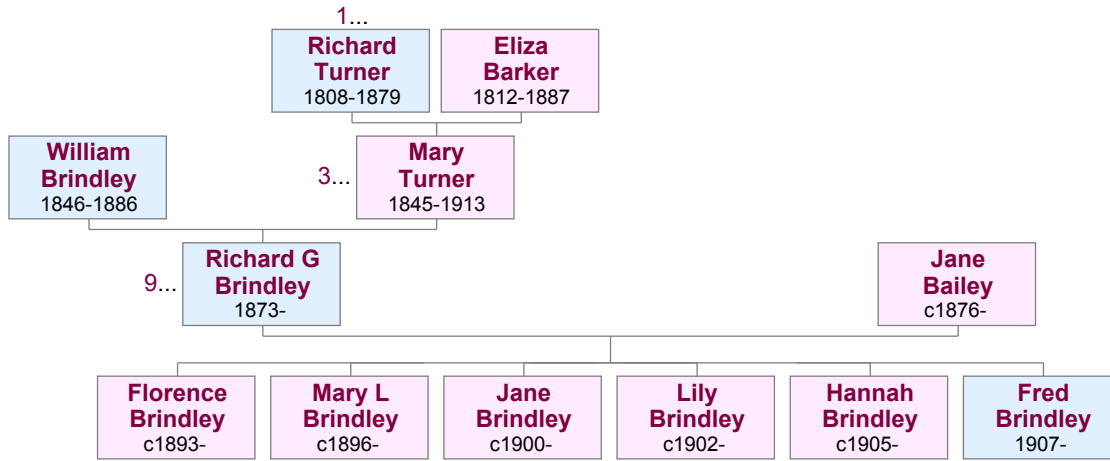 1...
Richard
Turner
1808-1879
Eliza
Barker
1812-1887
William
Brindley
1846-1886
3...
Mary
Turner
1845-1913
9...
Richard G
Brindley
1873-
Jane
Bailey
c1876-
Florence
Brindley
c1893-
Mary L
Brindley
c1896-
Jane
Brindley
c1900-
Lily
Brindley
c1902-
Hannah
Brindley
c1905-
Fred
Brindley
1907-